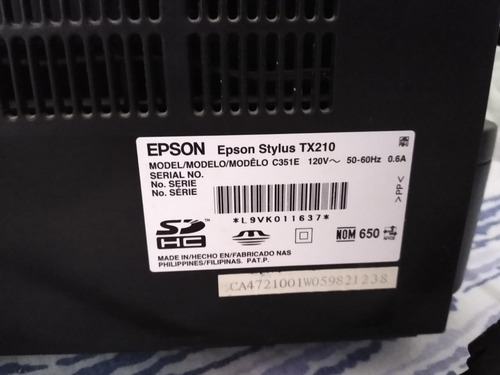 EPSON Epson Stylus TX210
MODEL/MODELO/MODÊLO C351E 120V～ 50-60Hz 0.6A
SERIAL NO.
No. SERIE
No. SÉRIE
*L9VK011637*
SD HC
NOM 650 NYCE
MADE IN/HECHO EN/FABRICADO NAS
PHILIPPINES/FILIPINAS. PAT.P.
>PP<
CA4721001W059821238